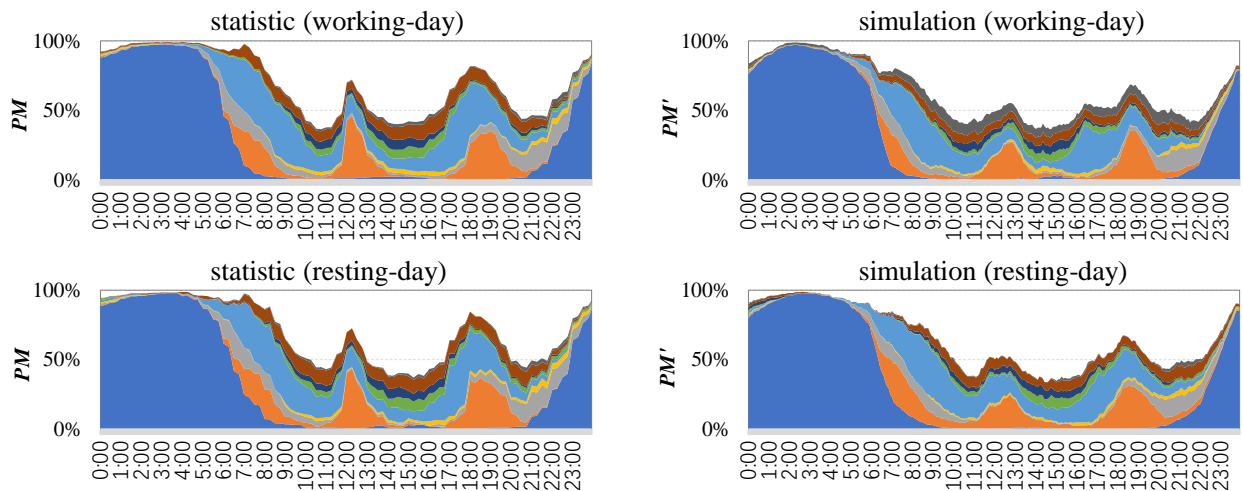 statistic (working-day)
100%
50%
0%
PM
0:00 1:00 2:00 3:00 4:00 5:00 6:00 7:00 8:00 9:00 10:00 11:00 12:00 13:00 14:00 15:00 16:00 17:00 18:00 19:00 20:00 21:00 22:00 23:00
simulation (working-day)
100%
50%
0%
PM'
0:00 1:00 2:00 3:00 4:00 5:00 6:00 7:00 8:00 9:00 10:00 11:00 12:00 13:00 14:00 15:00 16:00 17:00 18:00 19:00 20:00 21:00 22:00 23:00
statistic (resting-day)
100%
50%
0%
PM
0:00 1:00 2:00 3:00 4:00 5:00 6:00 7:00 8:00 9:00 10:00 11:00 12:00 13:00 14:00 15:00 16:00 17:00 18:00 19:00 20:00 21:00 22:00 23:00
simulation (resting-day)
100%
50%
0%
PM'
0:00 1:00 2:00 3:00 4:00 5:00 6:00 7:00 8:00 9:00 10:00 11:00 12:00 13:00 14:00 15:00 16:00 17:00 18:00 19:00 20:00 21:00 22:00 23:00